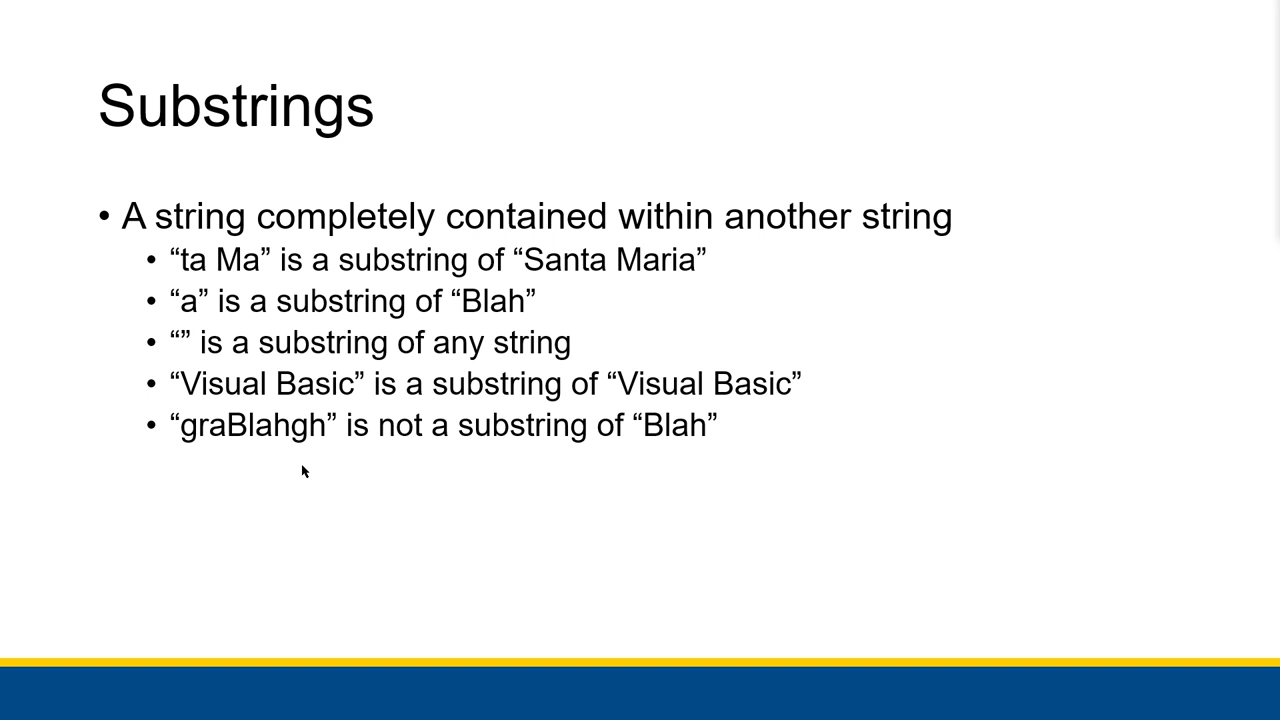 Substrings
• A string completely contained within another string
• “ta Ma” is a substring of “Santa Maria”
• “a” is a substring of “Blah”
• “” is a substring of any string
• “Visual Basic” is a substring of “Visual Basic”
• “graBlahgh” is not a substring of “Blah”